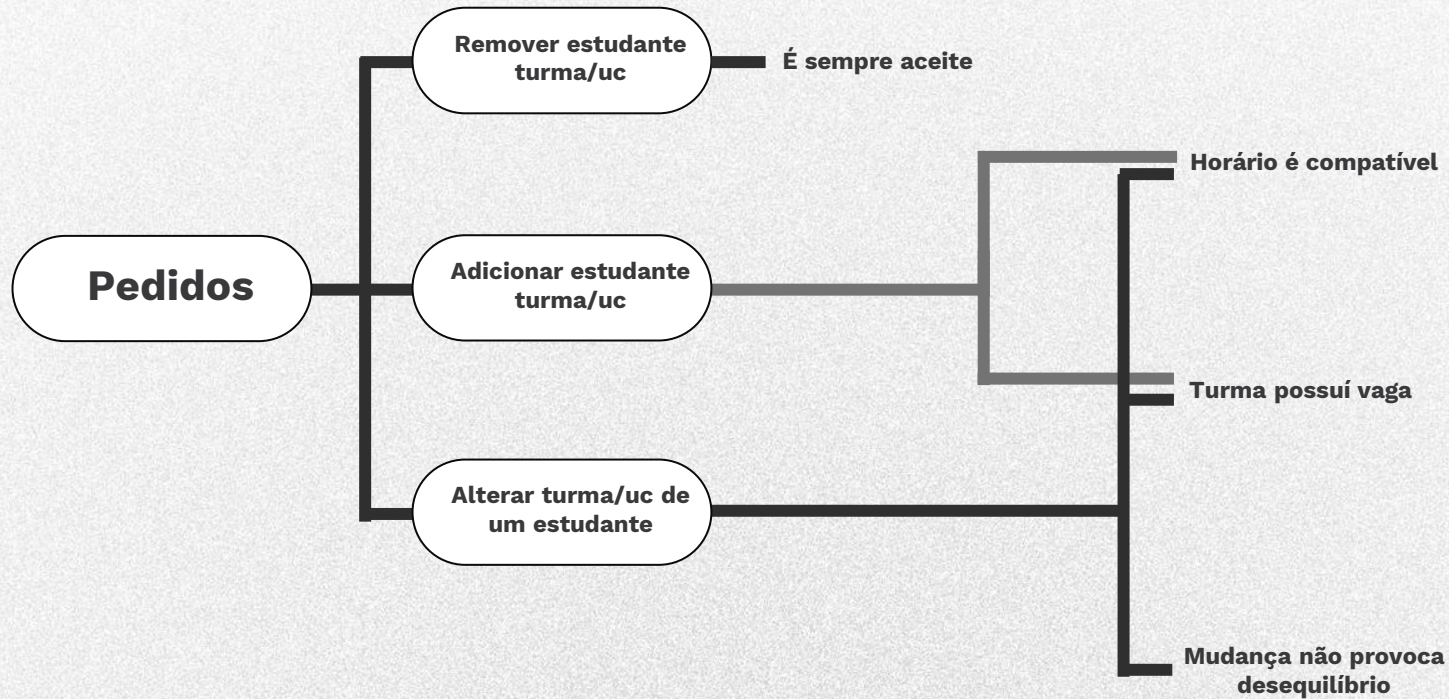 Remover estudante
turma/uc
É sempre aceite
Horário é compatível
Pedidos
Adicionar estudante
turma/uc
Turma possuí vaga
Alterar turma/uc de
um estudante
Mudança não provoca
desequilíbrio